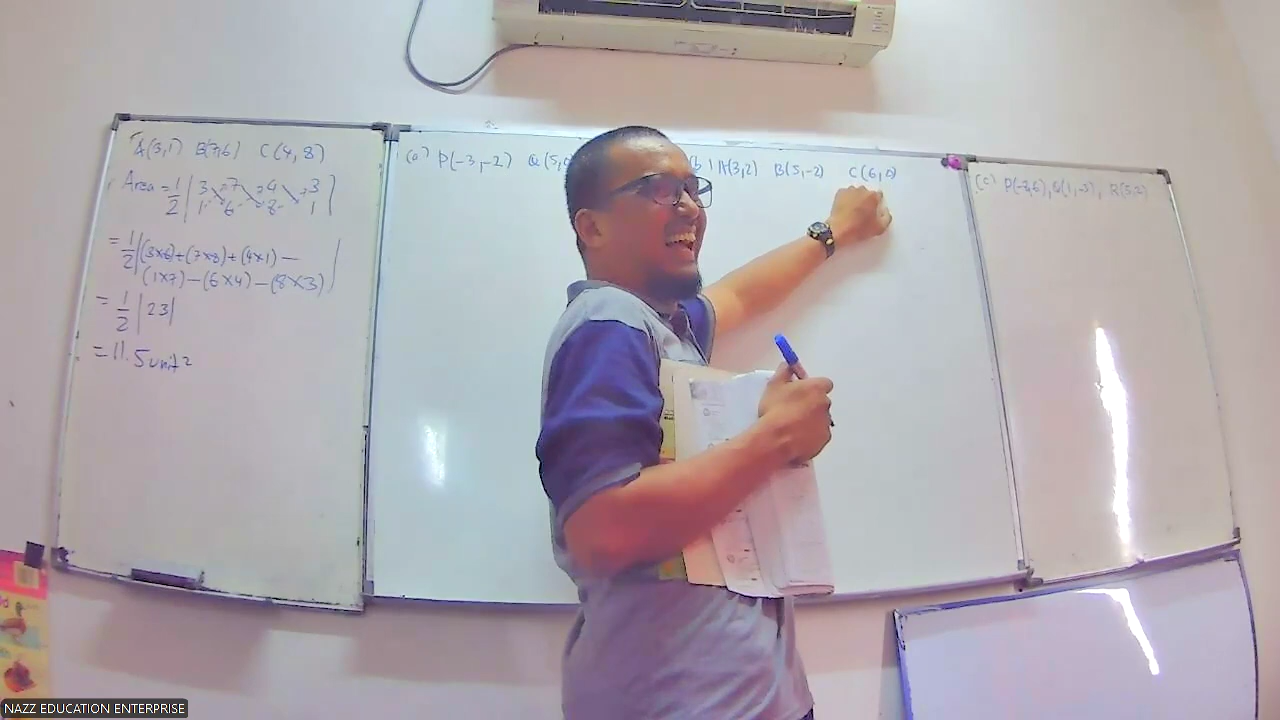 A(3,1) B(7,6) C(4,8)
Area = 1/2 | 3 7 4 3 |
1 6 8 1
= 1/2 |(3×6)+(7×8)+(4×1) −
(1×7)−(6×4)−(8×3)|
= 1/2 |23|
= 11.5 unit²
(a) P(-3,-2) Q(5,
A(3,2) B(5,-2) C(6,
(c) P(-3,6), Q(1,-3), R(5,2)
NAZZ EDUCATION ENTERPRISE